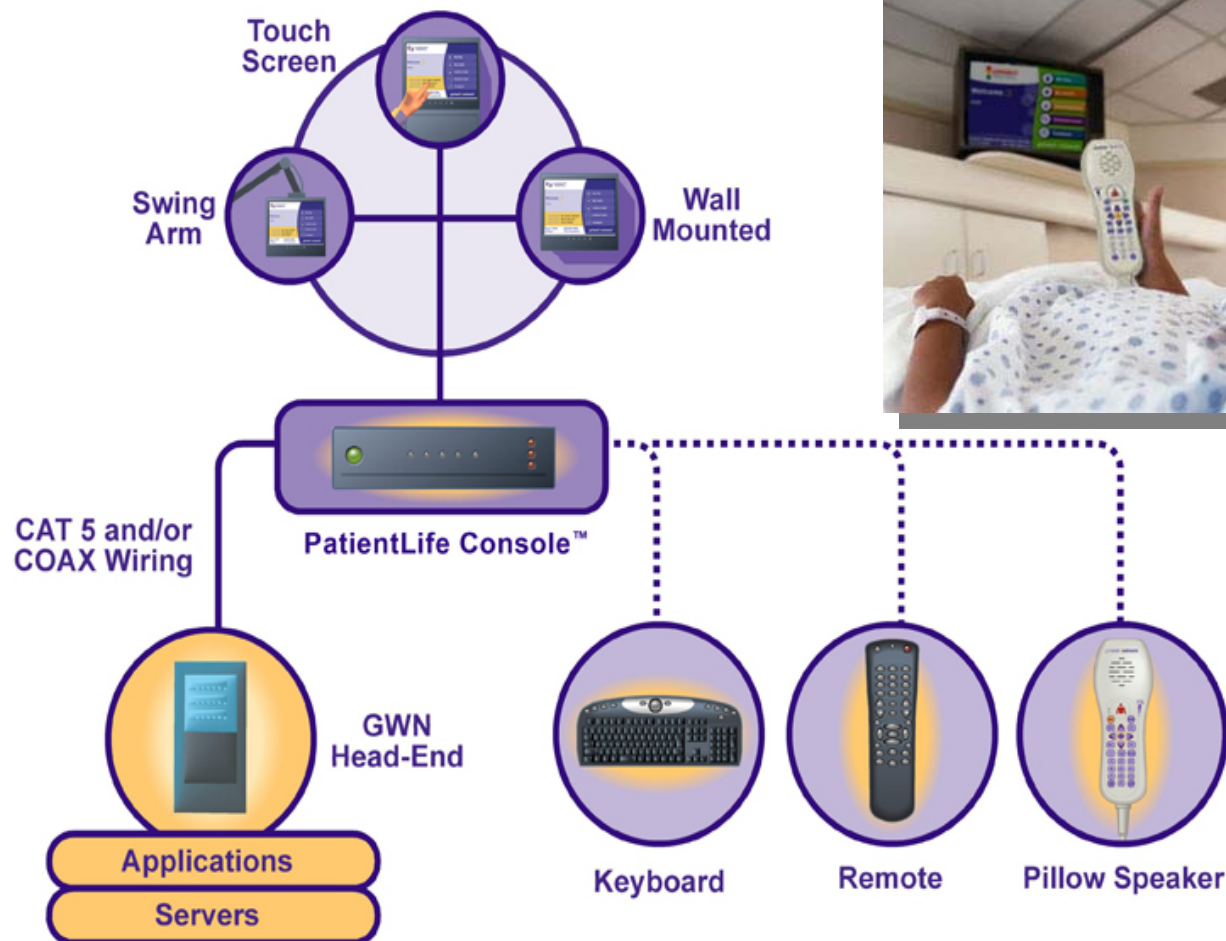 Touch
Screen
Swing
Arm
Wall
Mounted
Welcome
PatientLife Console™
CAT 5 and/or
COAX Wiring
GWN
Head-End
Applications
Servers
Keyboard
Remote
Pillow Speaker